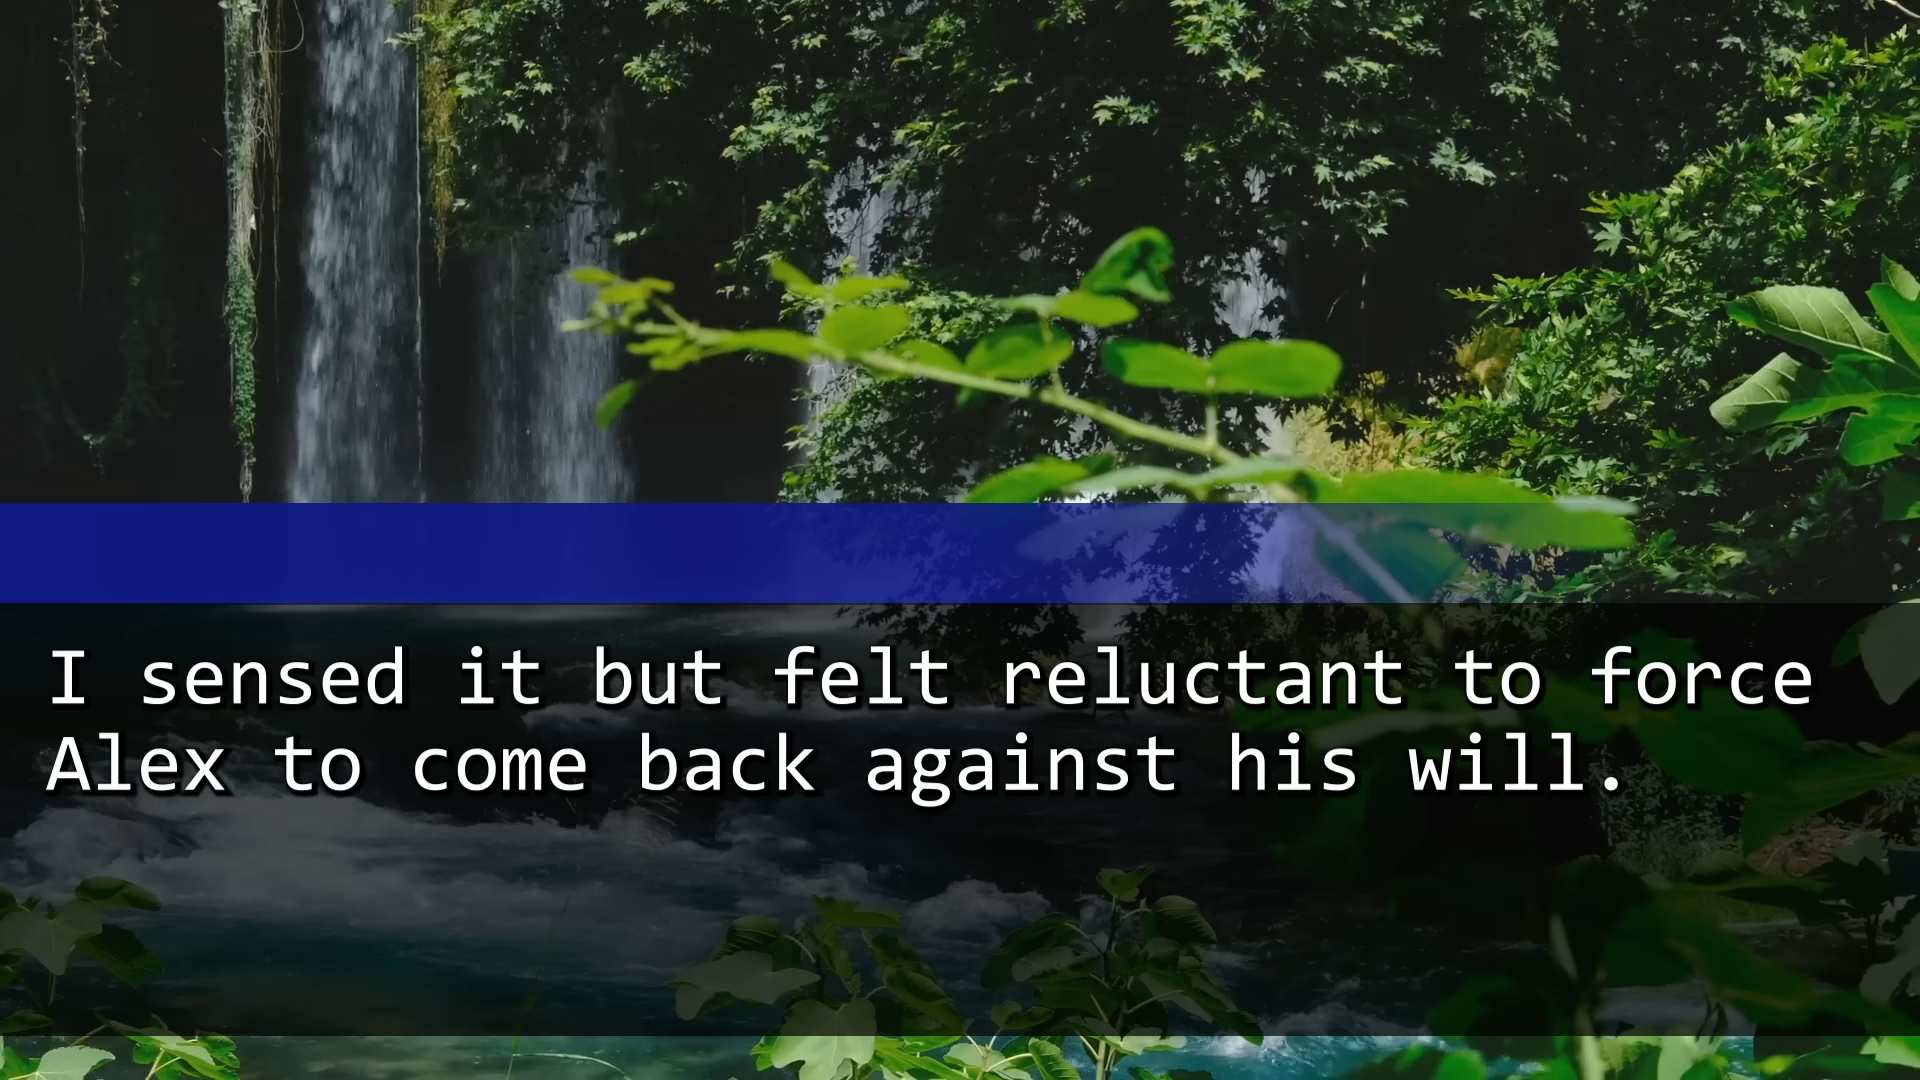 I sensed it but felt reluctant to force
Alex to come back against his will.